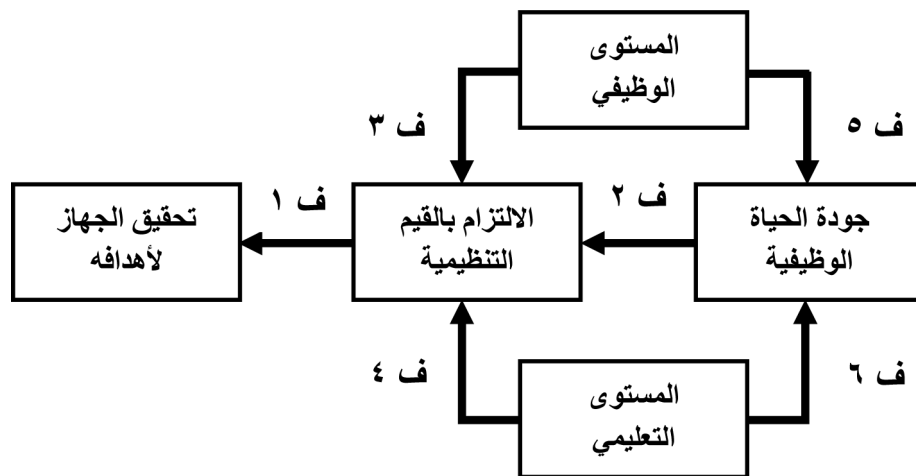 المستوى
الوظيفي
ف ٥
ف ٣
جودة الحياة
الوظيفية
ف ٢
الالتزام بالقيم
التنظيمية
ف ١
تحقيق الجهاز
لأهدافه
ف ٦
ف ٤
المستوى
التعليمي